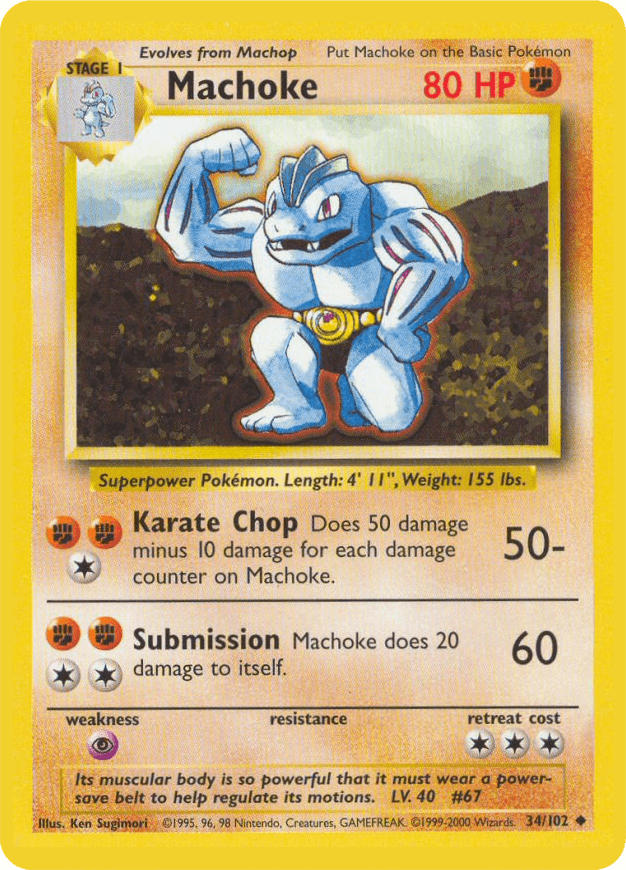 Evolves from Machop Put Machoke on the Basic Pokémon
STAGE 1
Machoke 80 HP
Superpower Pokémon. Length: 4' 11", Weight: 155 lbs.
Karate Chop Does 50 damage
minus 10 damage for each damage
counter on Machoke.
50-
Submission Machoke does 20
damage to itself.
60
weakness resistance retreat cost
Its muscular body is so powerful that it must wear a power-
save belt to help regulate its motions. LV. 40 #67
Illus. Ken Sugimori ©1995, 96, 98 Nintendo, Creatures, GAMEFREAK. ©1999-2000 Wizards. 34/102